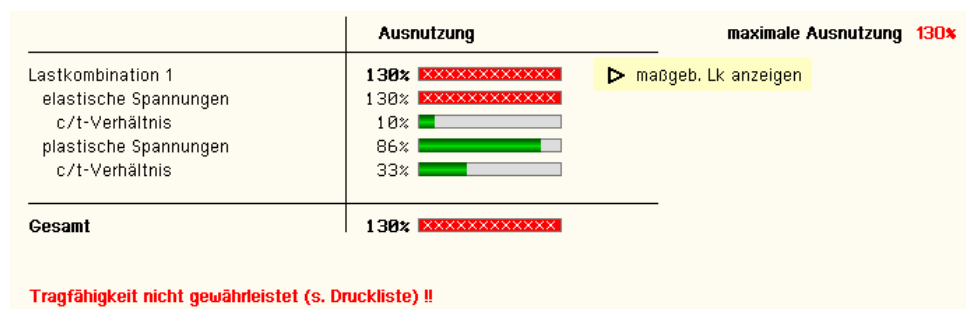 Ausnutzung maximale Ausnutzung 130%
Lastkombination 1 130% maßgeb. Lk anzeigen
elastische Spannungen 130%
c/t-Verhältnis 10%
plastische Spannungen 86%
c/t-Verhältnis 33%
Gesamt 130%
Tragfähigkeit nicht gewährleistet (s. Druckliste) !!